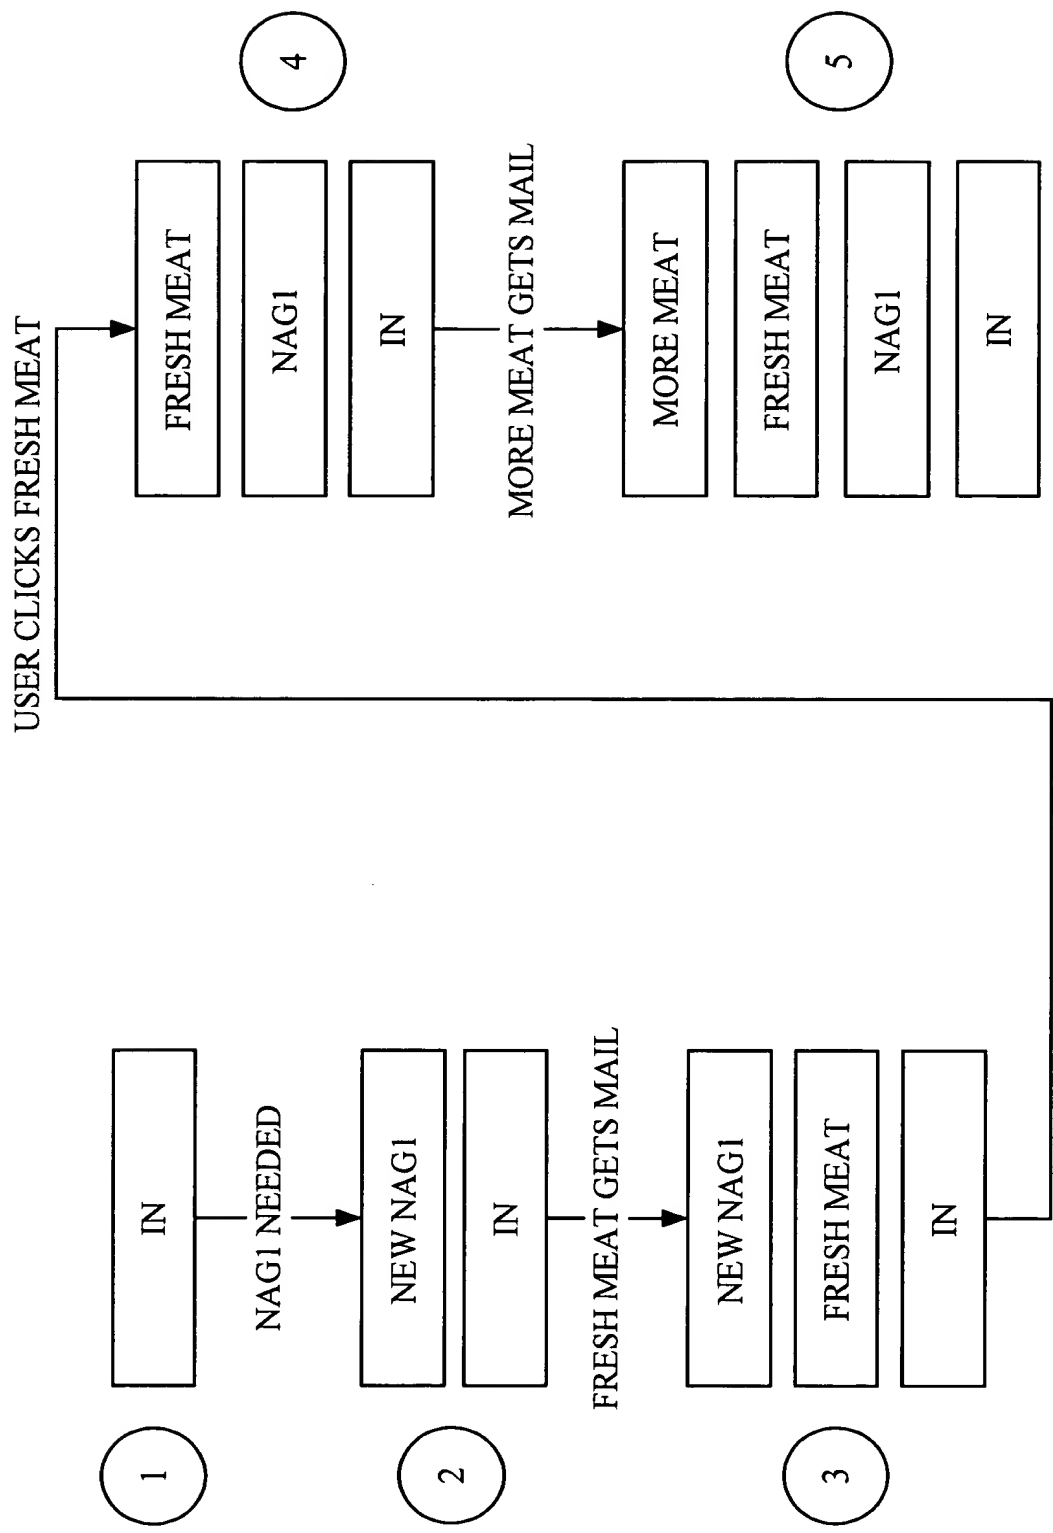 1
IN
NAG1 NEEDED
2
NEW NAG1
IN
FRESH MEAT GETS MAIL
3
NEW NAG1
FRESH MEAT
IN
USER CLICKS FRESH MEAT
4
FRESH MEAT
NAG1
IN
MORE MEAT GETS MAIL
5
MORE MEAT
FRESH MEAT
NAG1
IN